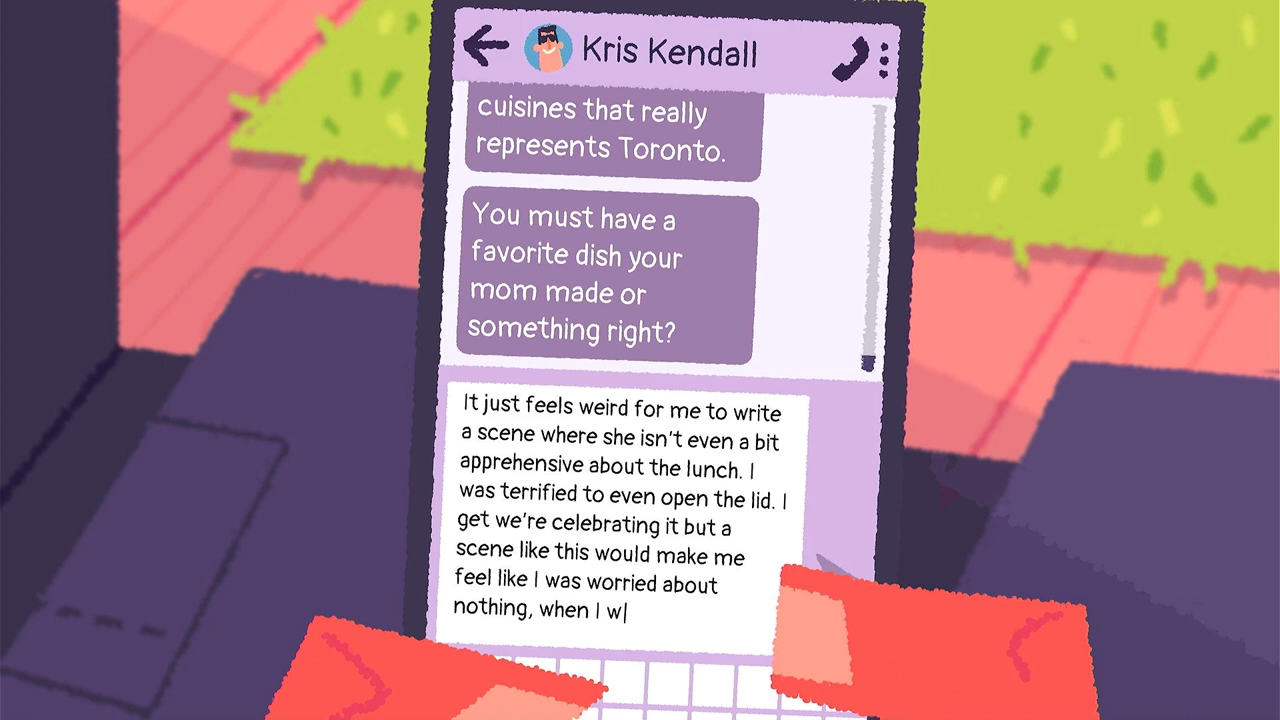 Kris Kendall
cuisines that really
represents Toronto.
You must have a
favorite dish your
mom made or
something right?
It just feels weird for me to write
a scene where she isn't even a bit
apprehensive about the lunch. I
was terrified to even open the lid. I
get we're celebrating it but a
scene like this would make me
feel like I was worried about
nothing, when I w